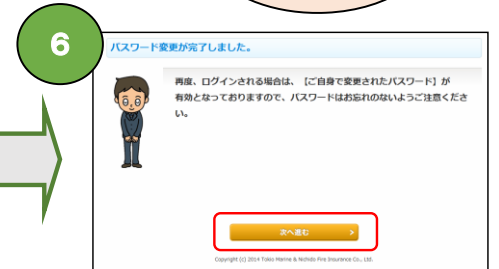 6
パスワード変更が完了しました。
再度、ログインされる場合は、【ご自身で変更されたパスワード】が
有効となっておりますので、パスワードはお忘れのないようご注意くださ
い。
次へ進む
Copyright (c) 2014 Tokio Marine & Nichido Fire Insurance Co., Ltd.